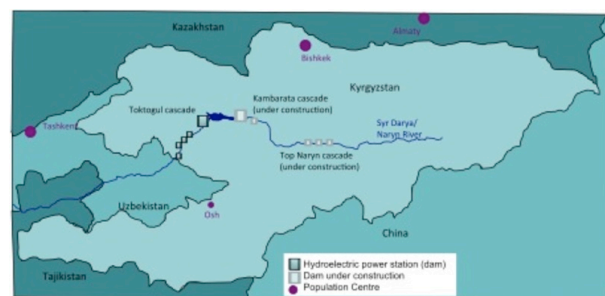 Kazakhstan
Almaty
Bishkek
Kyrgyzstan
Kambarata cascade
(under construction)
Toktogul cascade
Tashkent
Syr Darya/
Naryn River
Top Naryn cascade
(under construction)
Uzbekistan
Osh
China
Tajikistan
Hydroelectric power station (dam)
Dam under construction
Population Centre